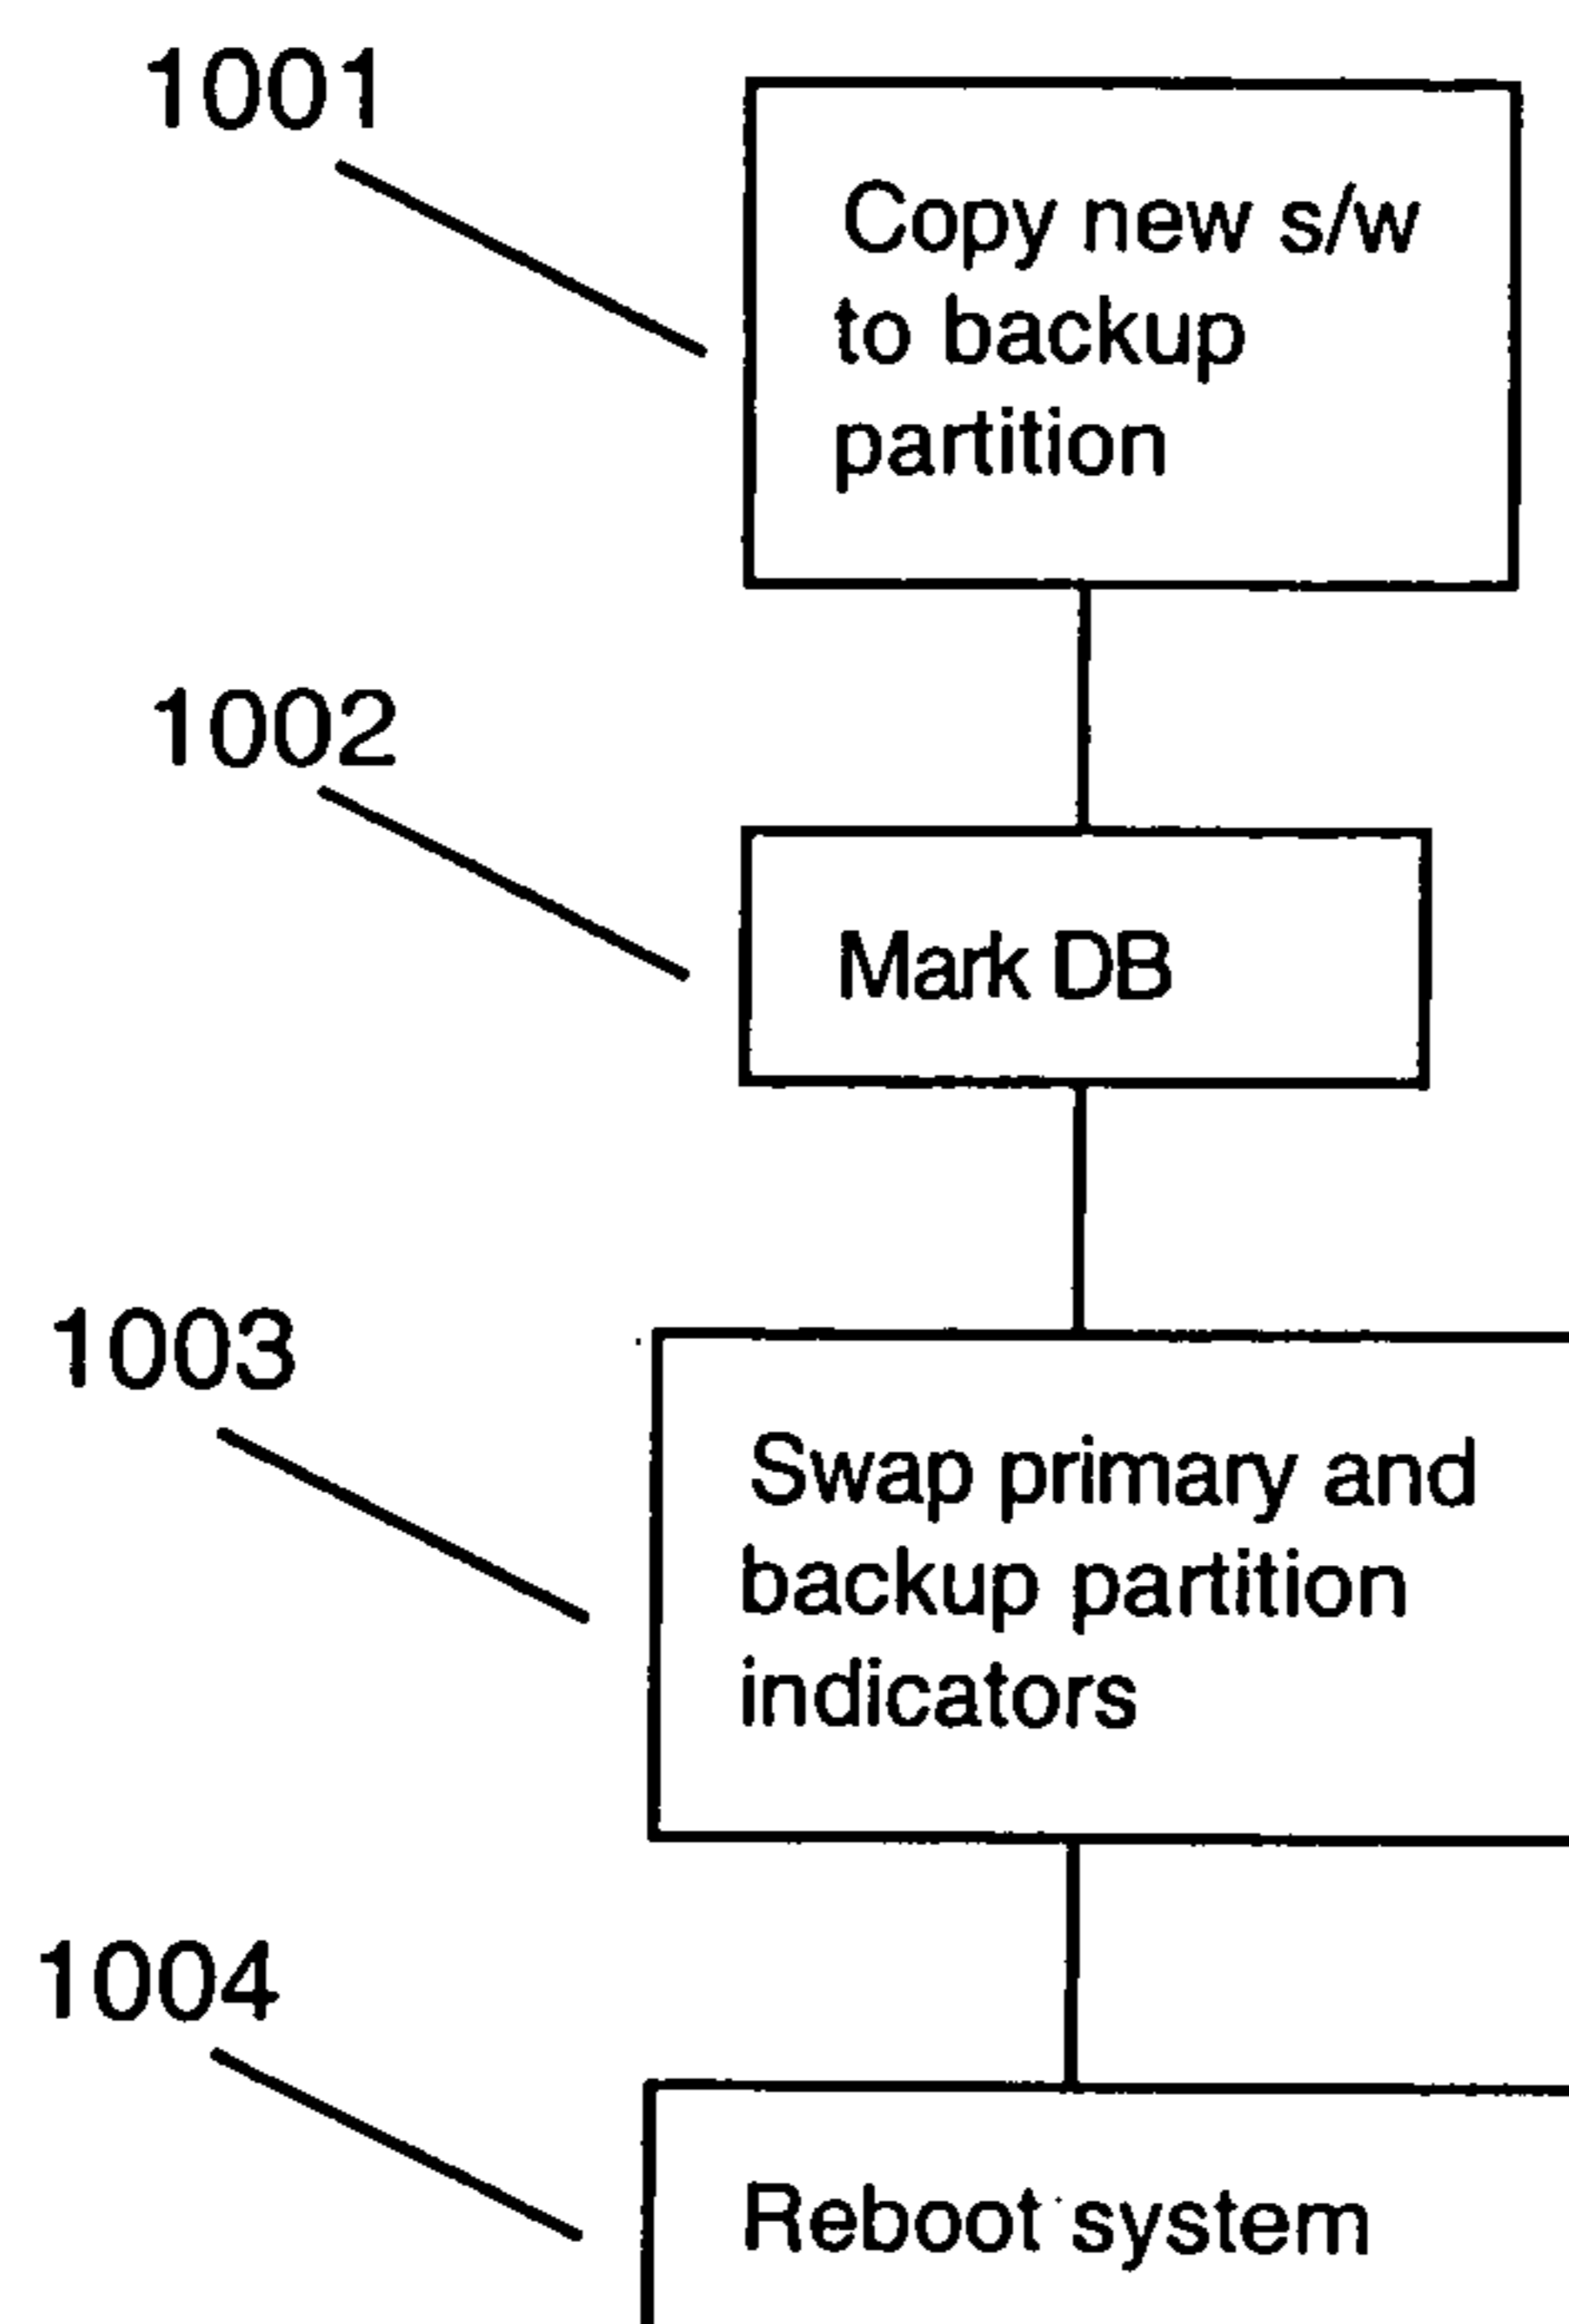 1001
Copy new s/w
to backup
partition
1002
Mark DB
1003
Swap primary and
backup partition
indicators
1004
Reboot system